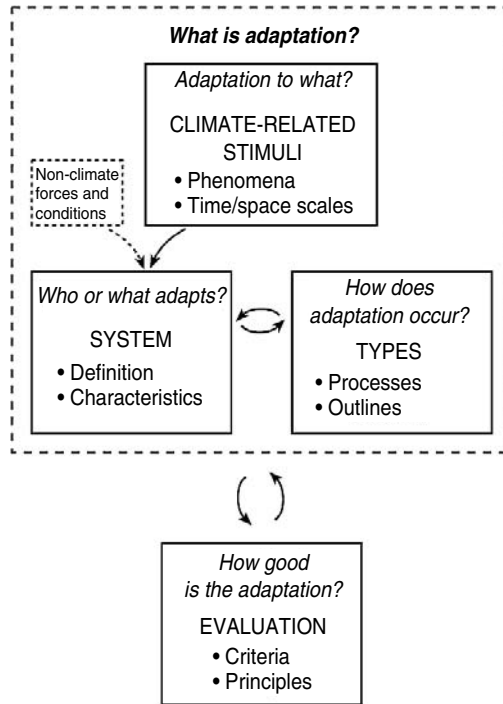 What is adaptation?
Adaptation to what?
CLIMATE-RELATED
STIMULI
• Phenomena
• Time/space scales
Non-climate
forces and
conditions
Who or what adapts?
SYSTEM
• Definition
• Characteristics
How does
adaptation occur?
TYPES
• Processes
• Outlines
How good
is the adaptation?
EVALUATION
• Criteria
• Principles